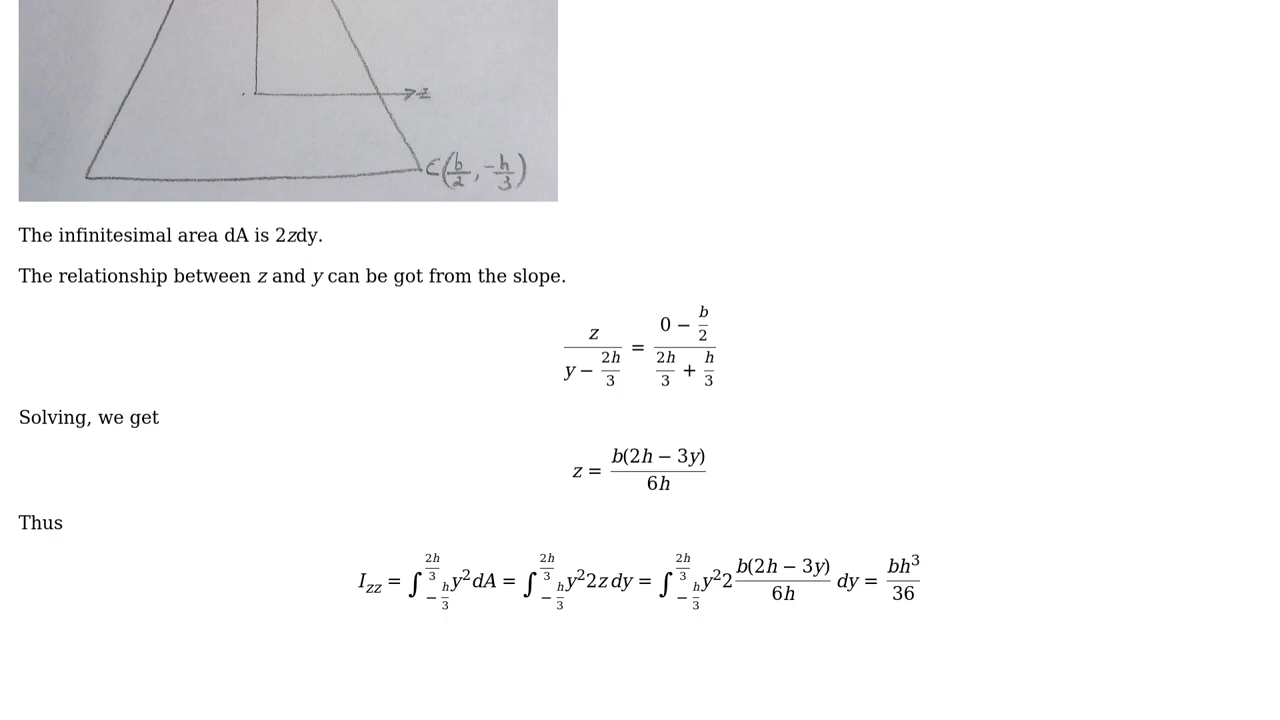 z
C(b/2, -h/3)
The infinitesimal area dA is 2zdy.
The relationship between z and y can be got from the slope.
z/(y − 2h/3) = (0 − b/2)/(2h/3 + h/3)
Solving, we get
z = b(2h − 3y)/6h
Thus
I_zz = ∫_{−h/3}^{2h/3} y²dA = ∫_{−h/3}^{2h/3} y²2z dy = ∫_{−h/3}^{2h/3} y²2 b(2h − 3y)/6h dy = bh³/36